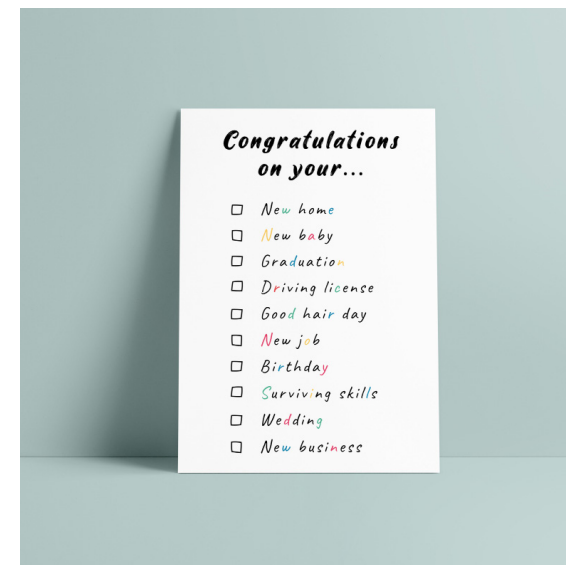 Congratulations
on your...
New home
New baby
Graduation
Driving license
Good hair day
New job
Birthday
Surviving skills
Wedding
New business